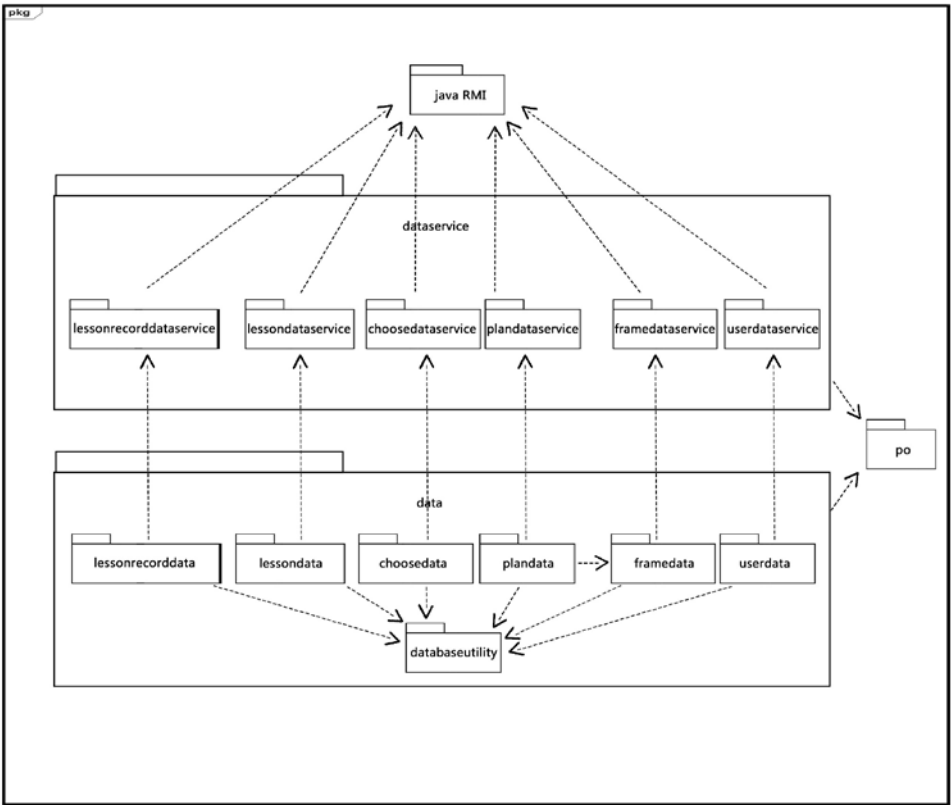 pkg
java RMI
dataservice
lessonrecorddataservice
lessondataservice
choosedataservice
plandataservice
framedataservice
userdataservice
po
data
lessonrecorddata
lessondata
choosedata
plandata
framedata
userdata
databaseutility